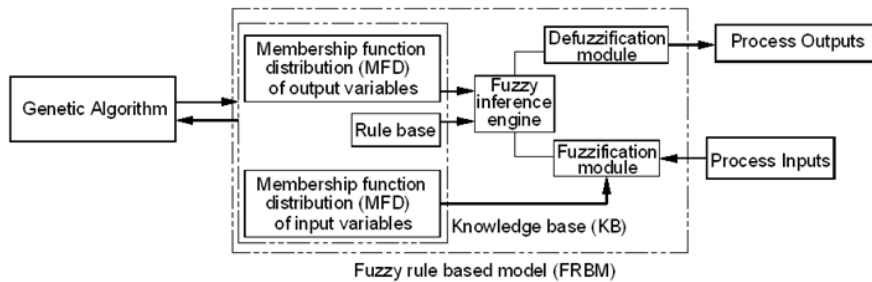 Genetic Algorithm
Membership function
distribution (MFD)
of output variables
Rule base
Membership function
distribution (MFD)
of input variables
Fuzzy
inference
engine
Defuzzification
module
Process Outputs
Fuzzification
module
Process Inputs
Knowledge base (KB)
Fuzzy rule based model (FRBM)